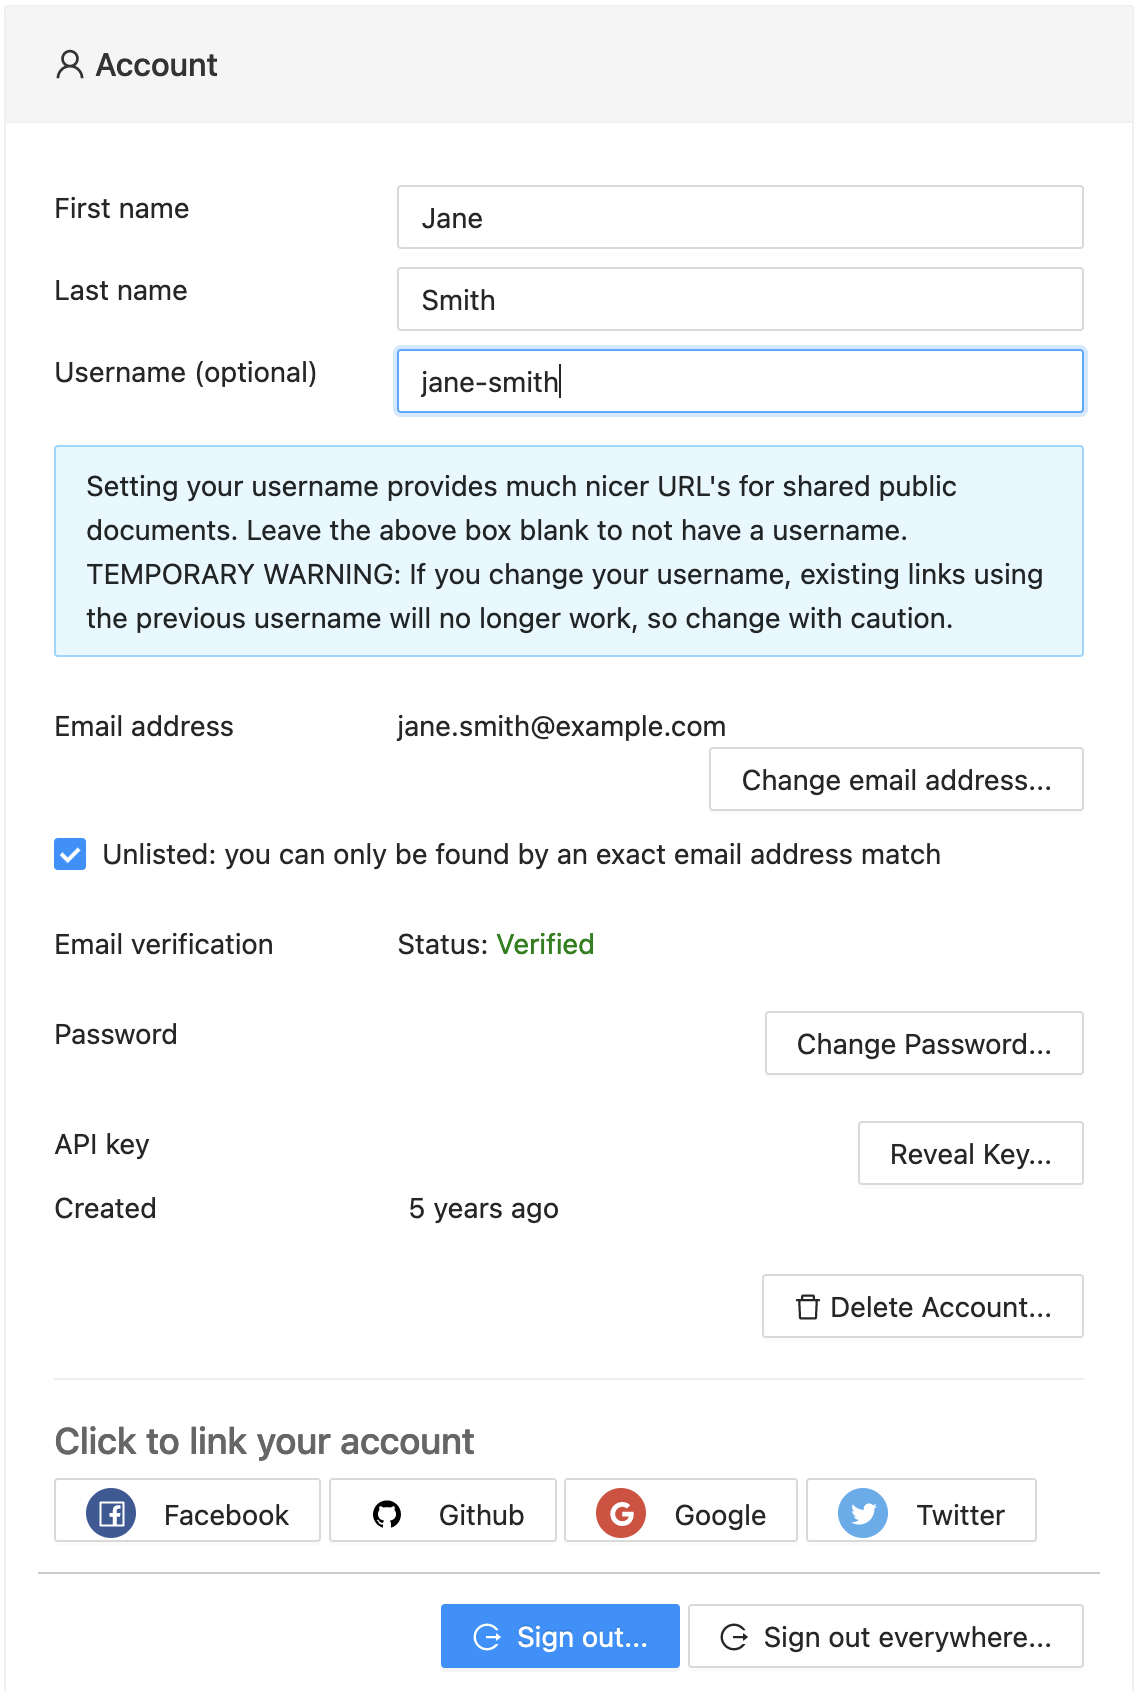 Account
First name
Jane
Last name
Smith
Username (optional)
jane-smith
Setting your username provides much nicer URL's for shared public
documents. Leave the above box blank to not have a username.
TEMPORARY WARNING: If you change your username, existing links using
the previous username will no longer work, so change with caution.
Email address
jane.smith@example.com
Change email address...
Unlisted: you can only be found by an exact email address match
Email verification
Status: Verified
Password
Change Password...
API key
Reveal Key...
Created
5 years ago
Delete Account...
Click to link your account
Facebook
Github
Google
Twitter
Sign out...
Sign out everywhere...